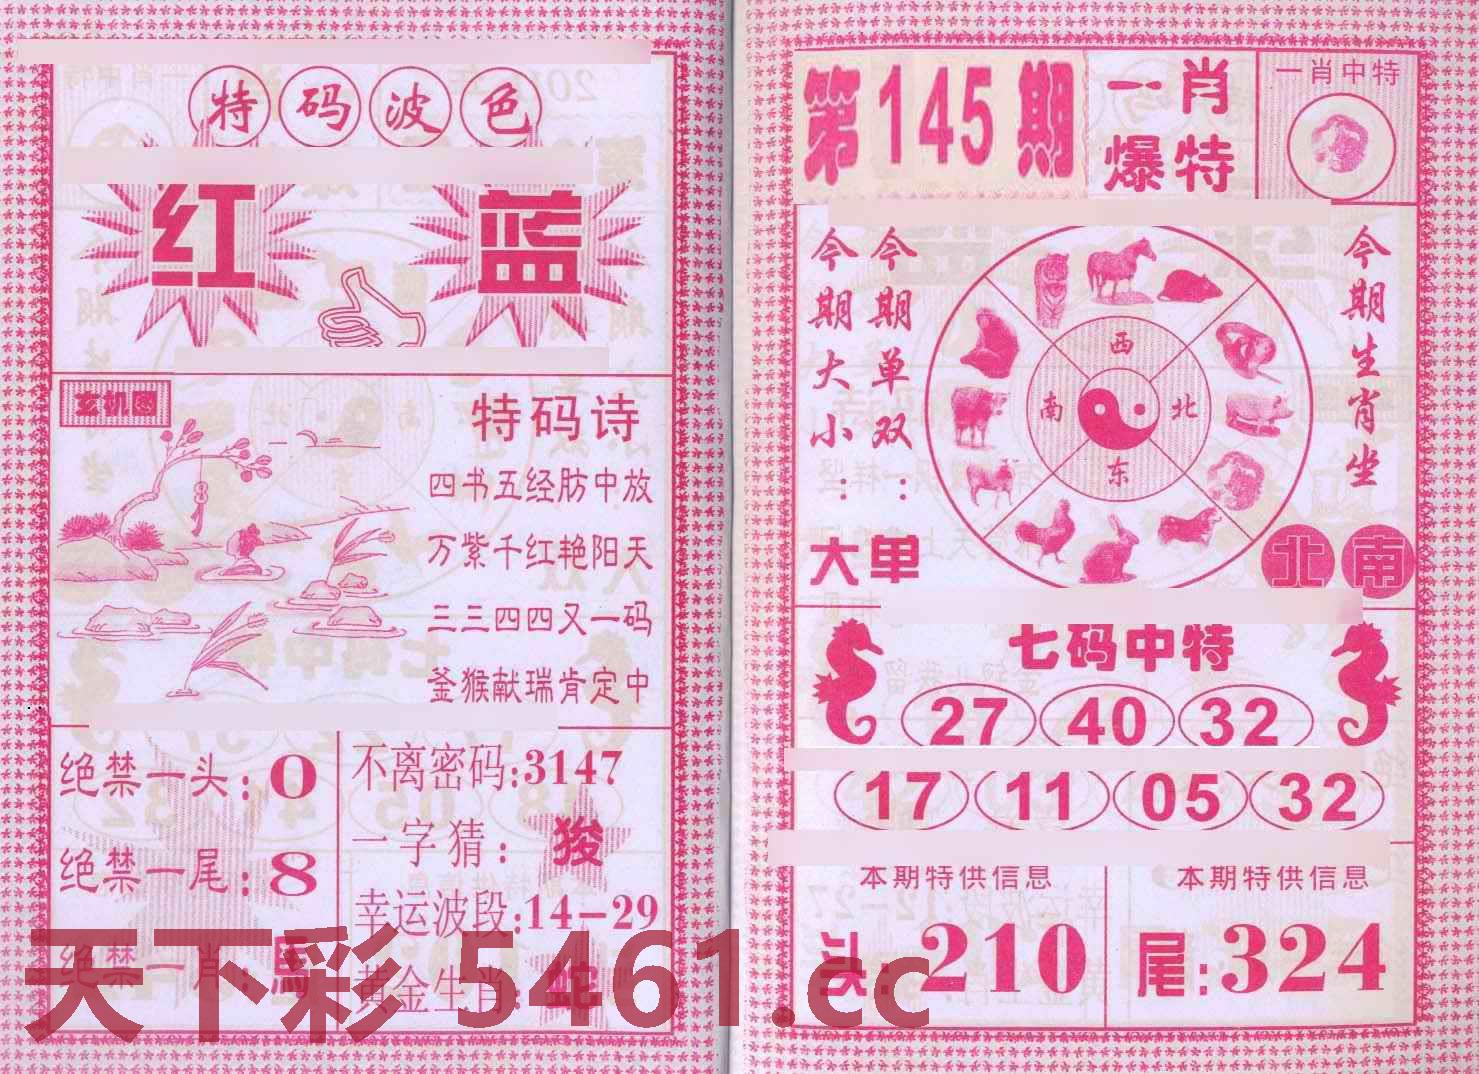 特码波色
红 蓝
玄机图
特码诗
四书五经肪中放
万紫千红艳阳天
三三四四又一码
釜猴献瑞肯定中
绝禁一头:0
绝禁一尾:8
绝禁一肖:馬
不离密码:3147
一字猜:狻
幸运波段:14-29
黄金生肖:蛇
第145期
一肖
爆特
一肖中特
今期大小:大
今期单双:单
西
南 北
东
今期生肖坐
北 南
七码中特
27 40 32
17 11 05 32
本期特供信息
头:210
本期特供信息
尾:324
天下彩 5461.cc